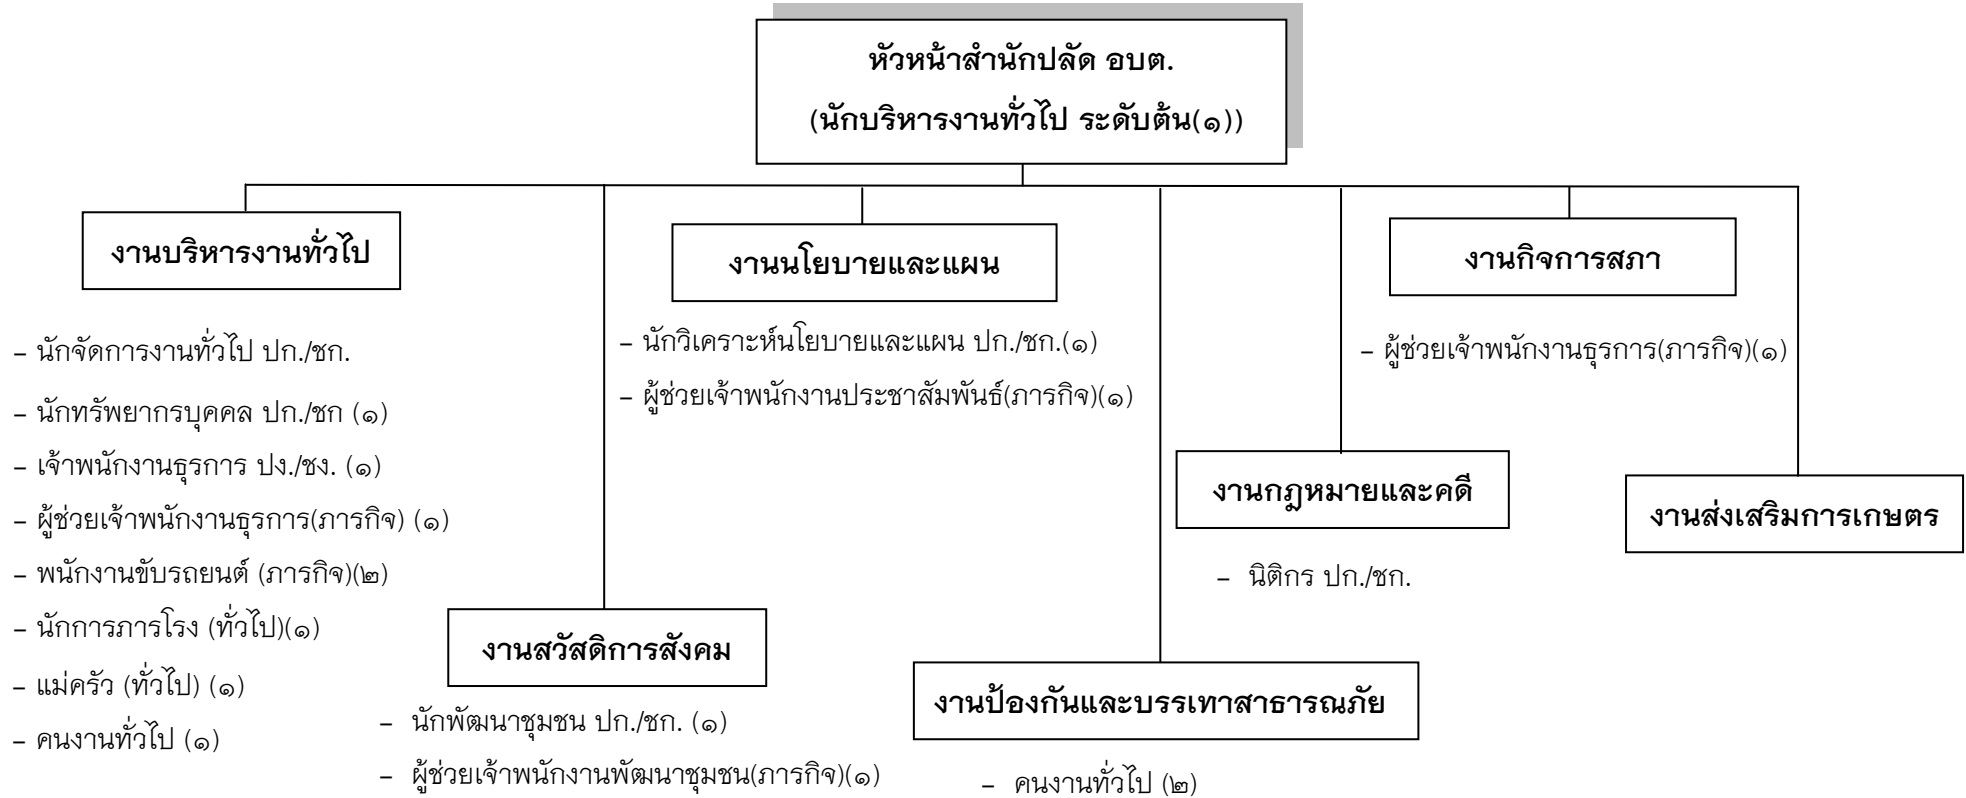 หัวหน้าสำนักปลัด อบต.
(นักบริหารงานทั่วไป ระดับต้น(๑))
งานบริหารงานทั่วไป
– นักจัดการงานทั่วไป ปก./ชก.
– นักทรัพยากรบุคคล ปก./ชก (๑)
– เจ้าพนักงานธุรการ ปง./ชง. (๑)
– ผู้ช่วยเจ้าพนักงานธุรการ(ภารกิจ) (๑)
– พนักงานขับรถยนต์ (ภารกิจ)(๒)
– นักการภารโรง (ทั่วไป)(๑)
– แม่ครัว (ทั่วไป) (๑)
– คนงานทั่วไป (๑)
งานสวัสดิการสังคม
– นักพัฒนาชุมชน ปก./ชก. (๑)
– ผู้ช่วยเจ้าพนักงานพัฒนาชุมชน(ภารกิจ)(๑)
งานนโยบายและแผน
– นักวิเคราะห์นโยบายและแผน ปก./ชก.(๑)
– ผู้ช่วยเจ้าพนักงานประชาสัมพันธ์(ภารกิจ)(๑)
งานป้องกันและบรรเทาสาธารณภัย
– คนงานทั่วไป (๒)
งานกฎหมายและคดี
– นิติกร ปก./ชก.
งานกิจการสภา
– ผู้ช่วยเจ้าพนักงานธุรการ(ภารกิจ)(๑)
งานส่งเสริมการเกษตร